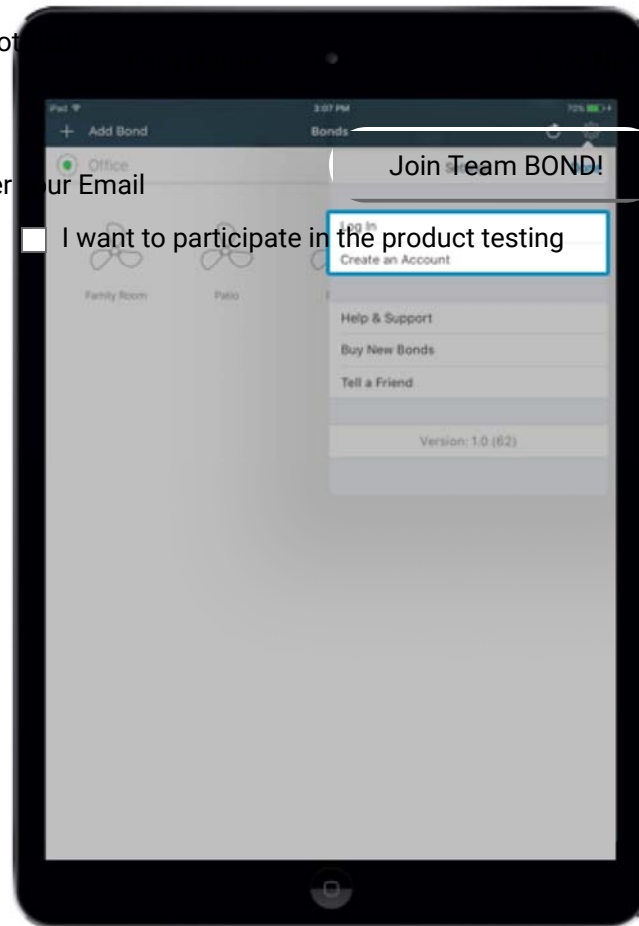 iPad
3:07 PM
70%
+ Add Bond
Bonds
Office
Join Team BOND!
ur Email
Log In
I want to participate in the product testing
Create an Account
Family Room
Patio
Help & Support
Buy New Bonds
Tell a Friend
Version: 1.0 (62)